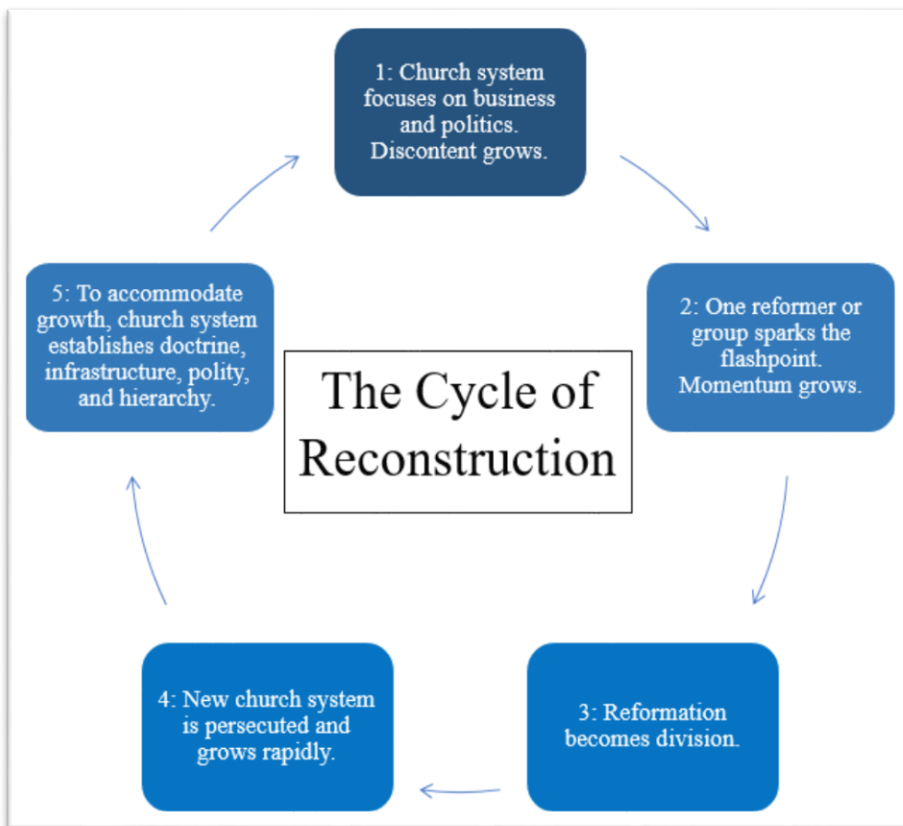 1: Church system
focuses on business
and politics.
Discontent grows.
2: One reformer or
group sparks the
flashpoint.
Momentum grows.
3: Reformation
becomes division.
4: New church system
is persecuted and
grows rapidly.
5: To accommodate
growth, church system
establishes doctrine,
infrastructure, polity,
and hierarchy.
The Cycle of
Reconstruction